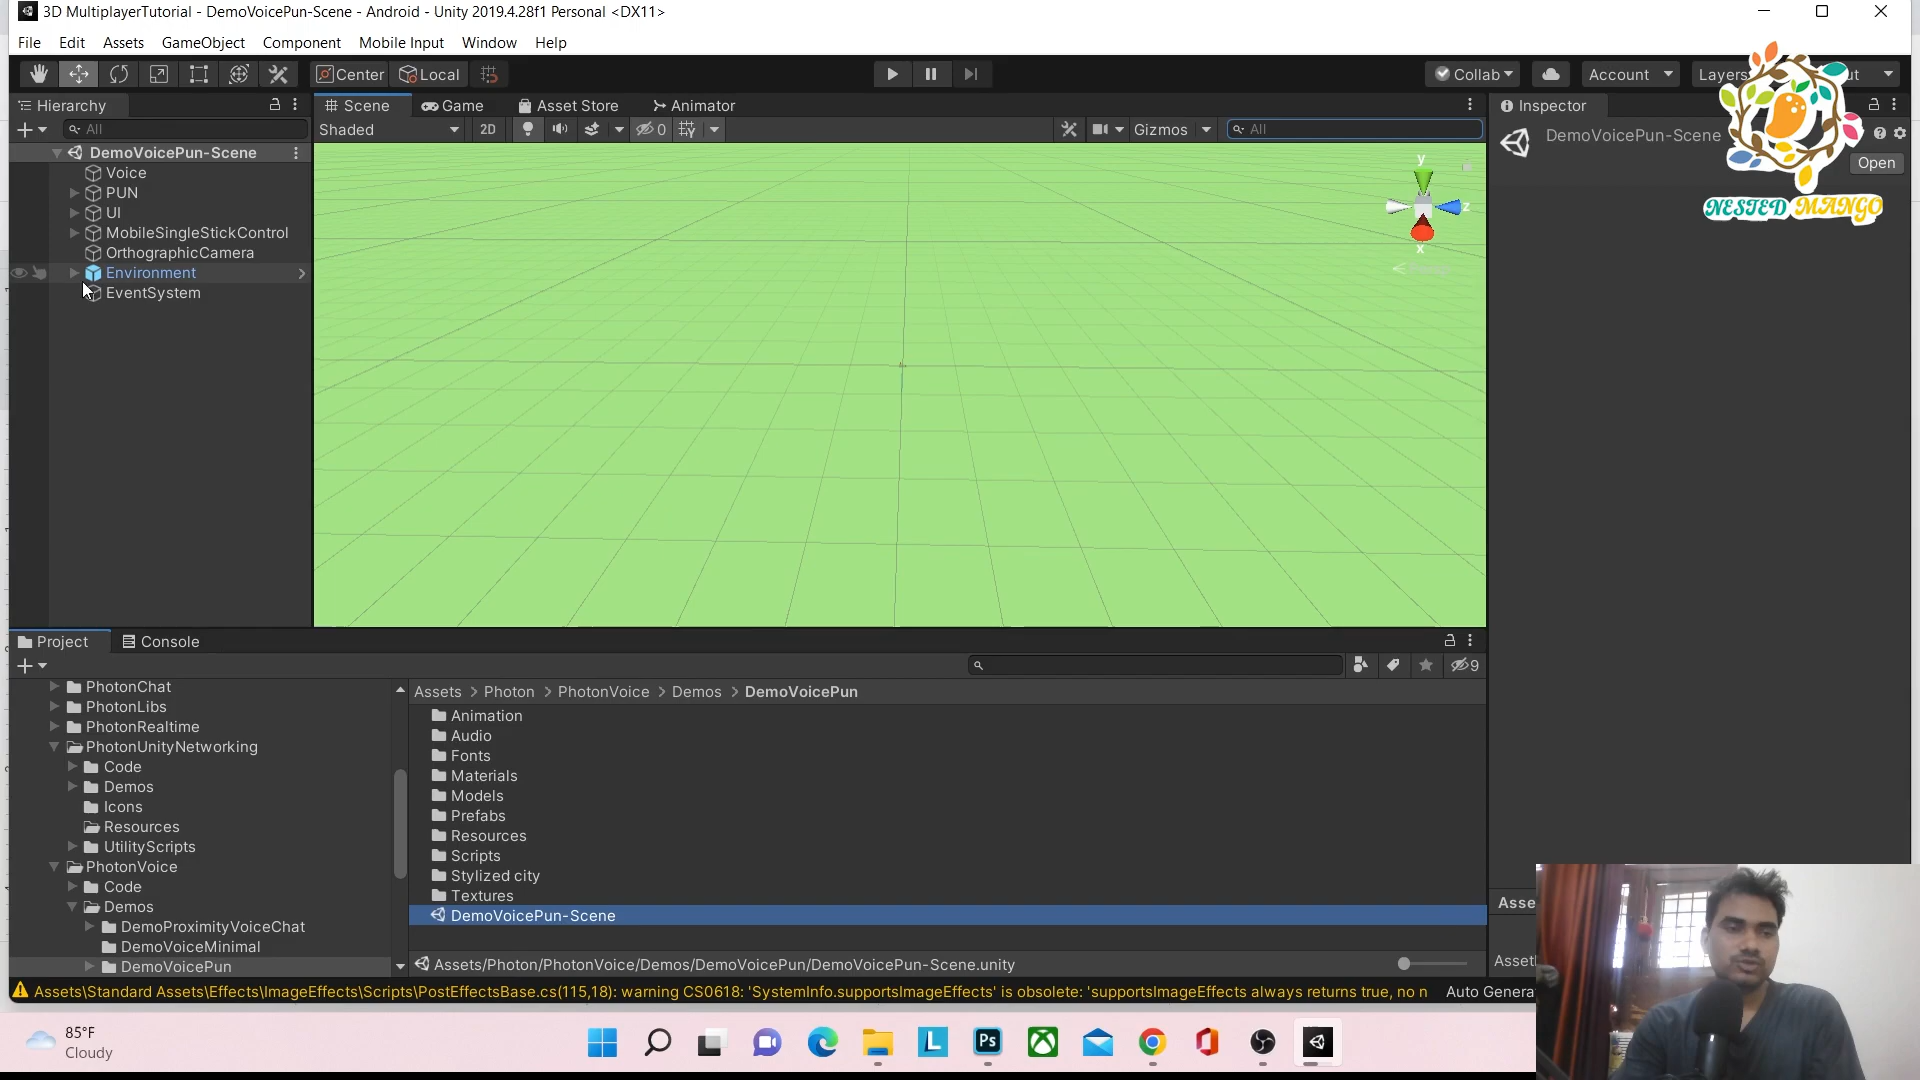 3D MultiplayerTutorial - DemoVoicePun-Scene - Android - Unity 2019.4.28f1 Personal <DX11>
File Edit Assets GameObject Component Mobile Input Window Help
Center Local Collab Account Layers
Hierarchy
All
DemoVoicePun-Scene
Voice
PUN
UI
MobileSingleStickControl
OrthographicCamera
Environment
EventSystem
Scene Game Asset Store Animator
Shaded 2D 0 Gizmos All
y
z
x
Inspector
DemoVoicePun-Scene
Open
NESTED MANGO
Project Console
9
PhotonChat
PhotonLibs
PhotonRealtime
PhotonUnityNetworking
Code
Demos
Icons
Resources
UtilityScripts
PhotonVoice
Code
Demos
DemoProximityVoiceChat
DemoVoiceMinimal
DemoVoicePun
Assets > Photon > PhotonVoice > Demos > DemoVoicePun
Animation
Audio
Fonts
Materials
Models
Prefabs
Resources
Scripts
Stylized city
Textures
DemoVoicePun-Scene
Assets/Photon/PhotonVoice/Demos/DemoVoicePun/DemoVoicePun-Scene.unity
Assets\Standard Assets\Effects\ImageEffects\Scripts\PostEffectsBase.cs(115,18): warning CS0618: 'SystemInfo.supportsImageEffects' is obsolete: 'supportsImageEffects always returns true, no n
Auto Genera
85°F
Cloudy
L
Ps